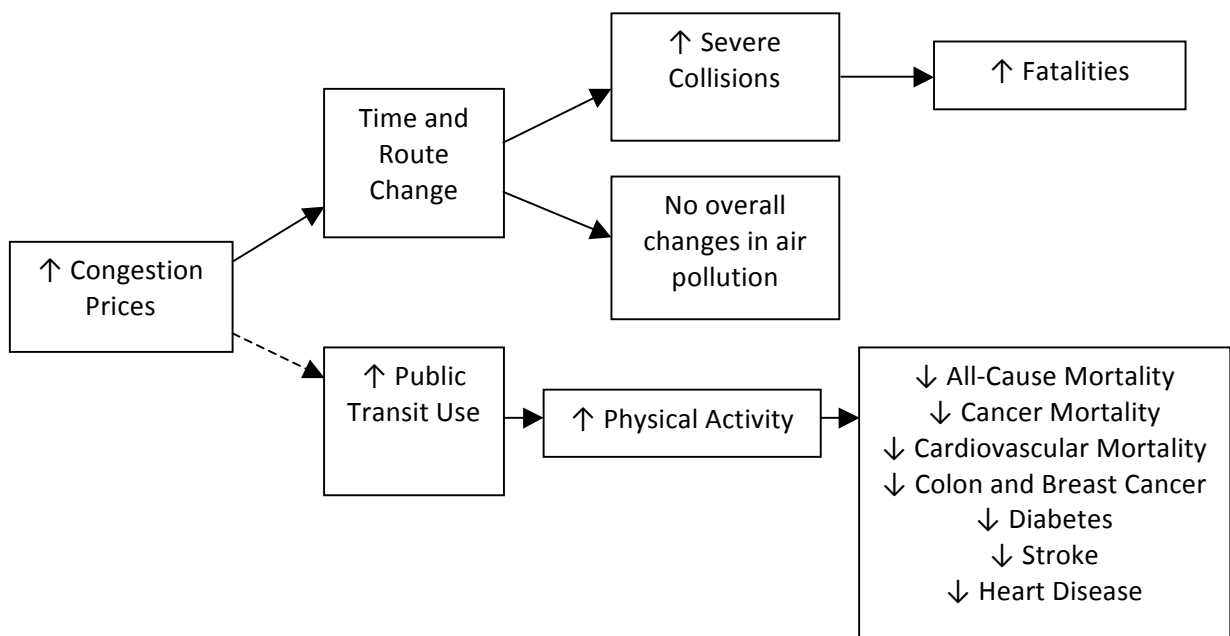 ↑ Severe
Collisions
↑ Fatalities
Time and
Route
Change
No overall
changes in air
pollution
↑ Congestion
Prices
↑ Public
Transit Use
↑ Physical Activity
↓ All-Cause Mortality
↓ Cancer Mortality
↓ Cardiovascular Mortality
↓ Colon and Breast Cancer
↓ Diabetes
↓ Stroke
↓ Heart Disease